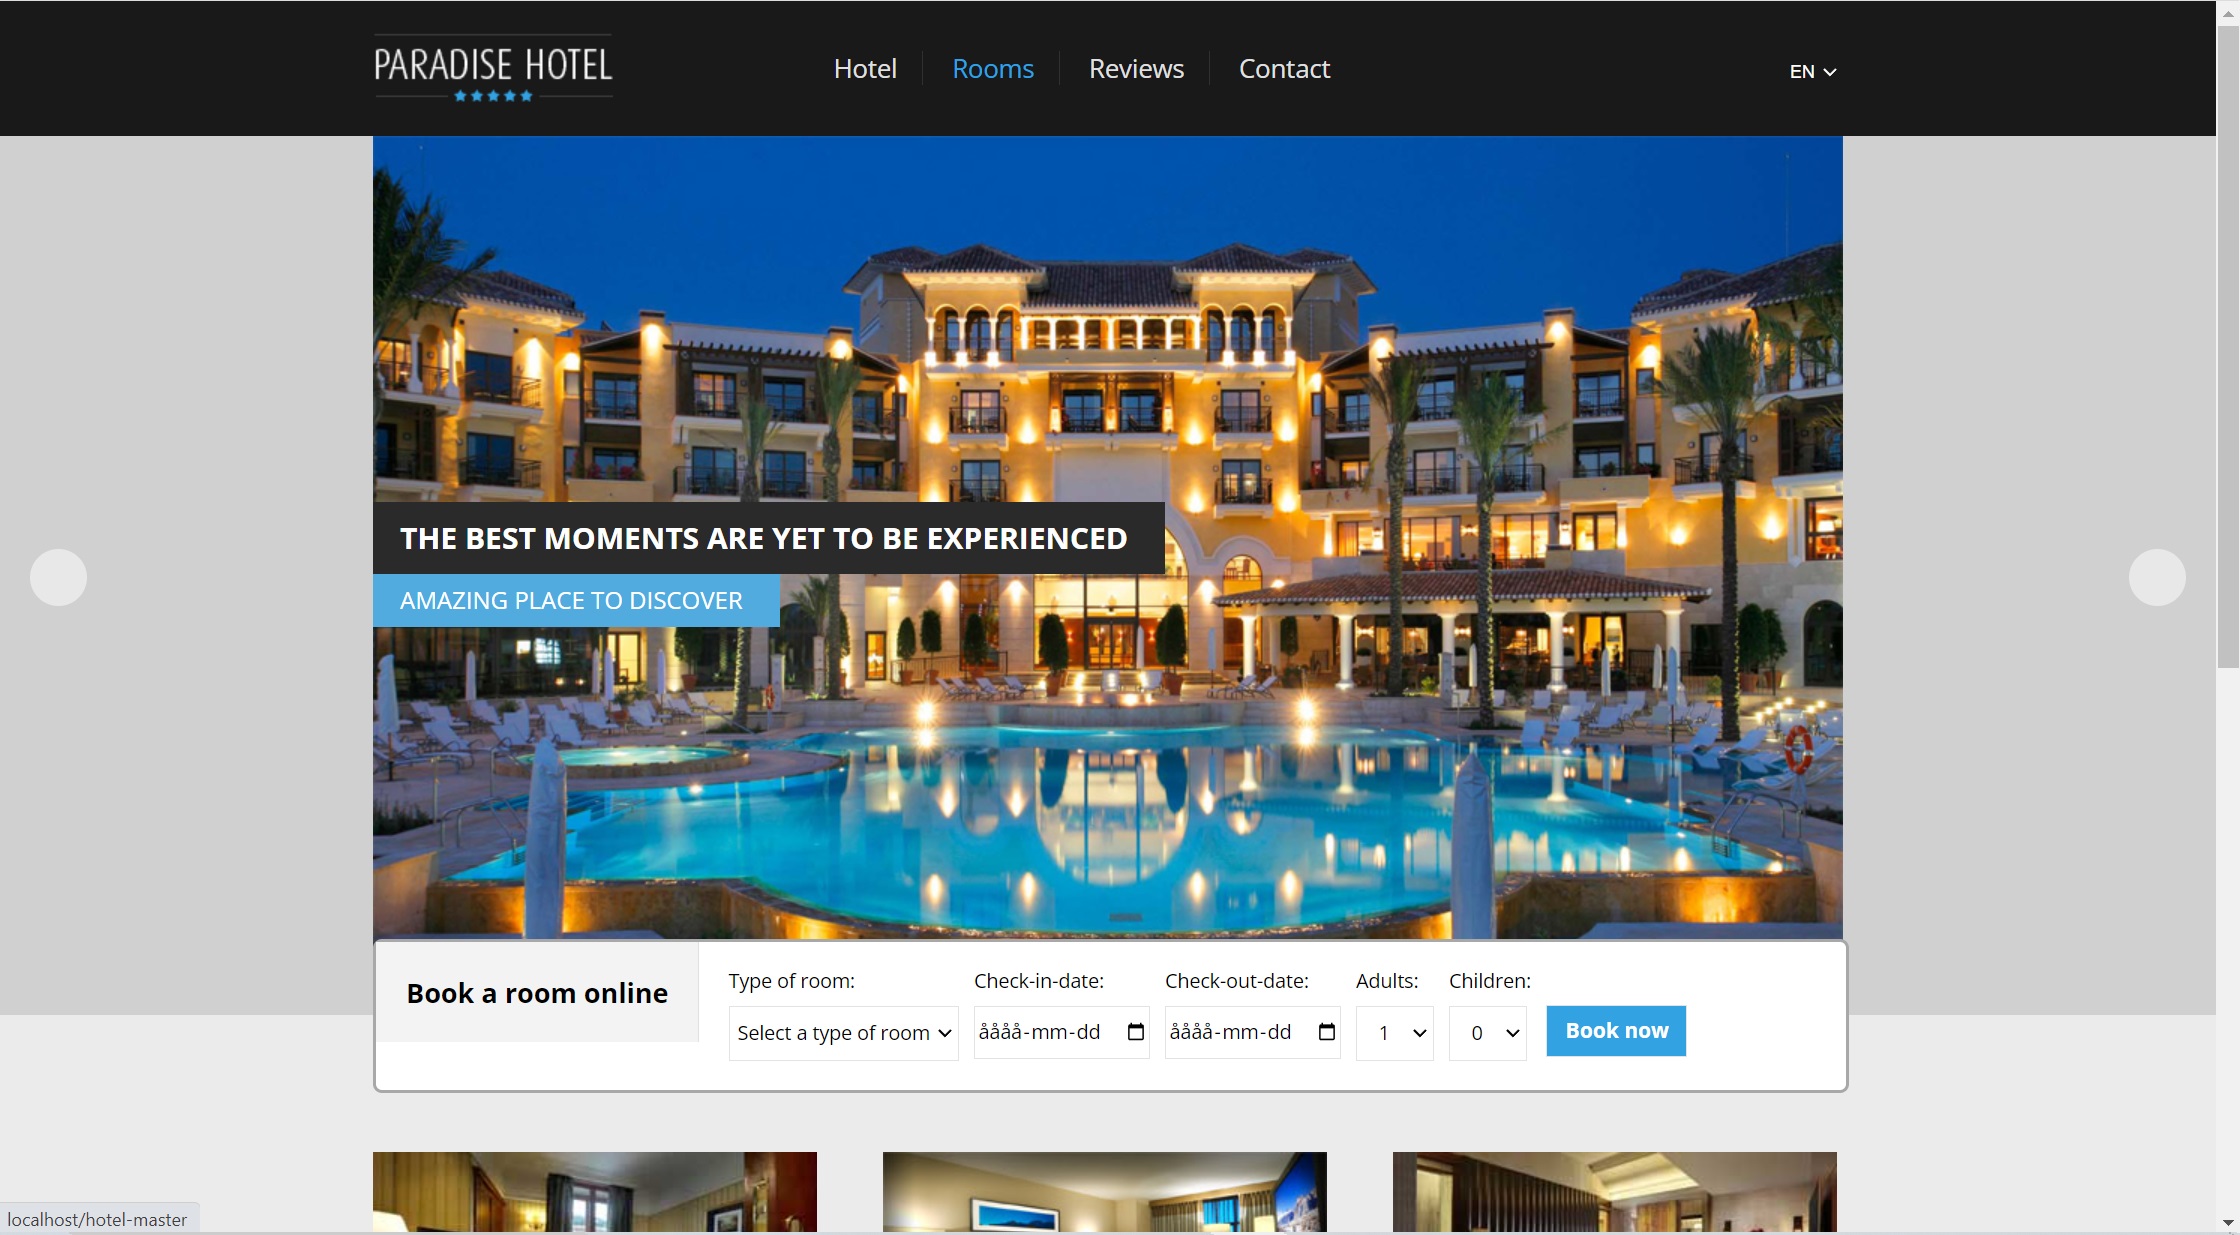 PARADISE HOTEL
Hotel
Rooms
Reviews
Contact
EN
THE BEST MOMENTS ARE YET TO BE EXPERIENCED
AMAZING PLACE TO DISCOVER
Book a room online
Type of room:
Select a type of room
Check-in-date:
åååå-mm-dd
Check-out-date:
åååå-mm-dd
Adults:
1
Children:
0
Book now
localhost/hotel-master